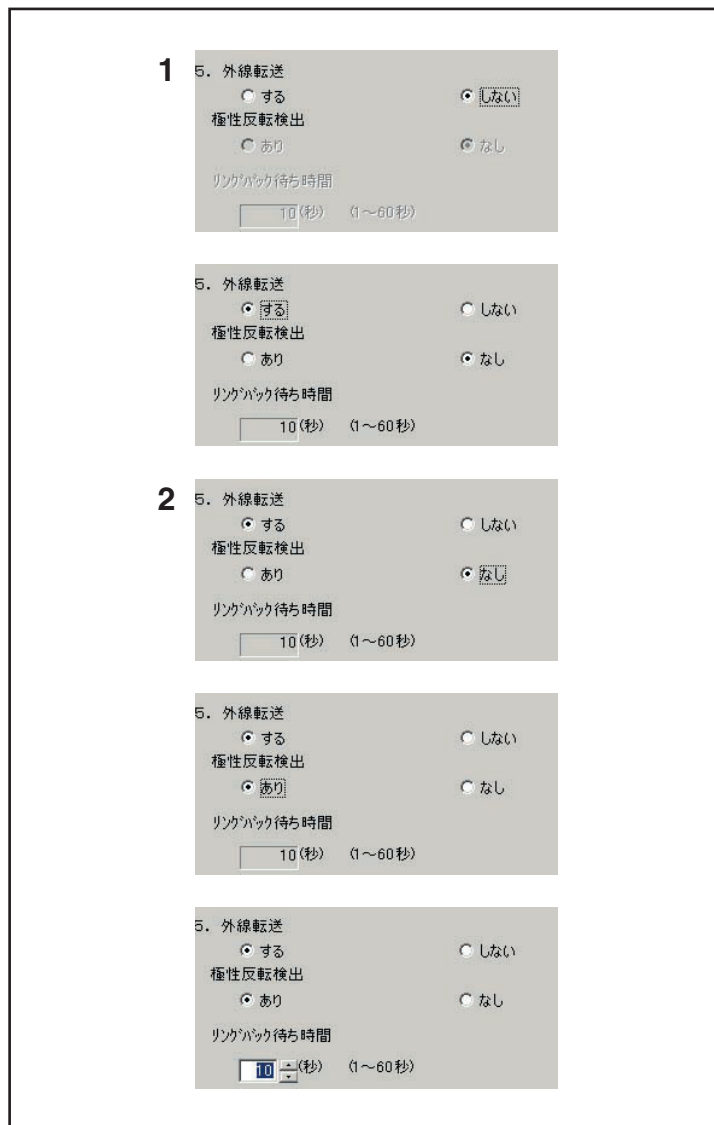 1
5. 外線転送
する しない
極性反転検出
あり なし
リングバック待ち時間
10 (秒) (1～60秒)
5. 外線転送
する しない
極性反転検出
あり なし
リングバック待ち時間
10 (秒) (1～60秒)
2
5. 外線転送
する しない
極性反転検出
あり なし
リングバック待ち時間
10 (秒) (1～60秒)
5. 外線転送
する しない
極性反転検出
あり なし
リングバック待ち時間
10 (秒) (1～60秒)
5. 外線転送
する しない
極性反転検出
あり なし
リングバック待ち時間
10 (秒) (1～60秒)